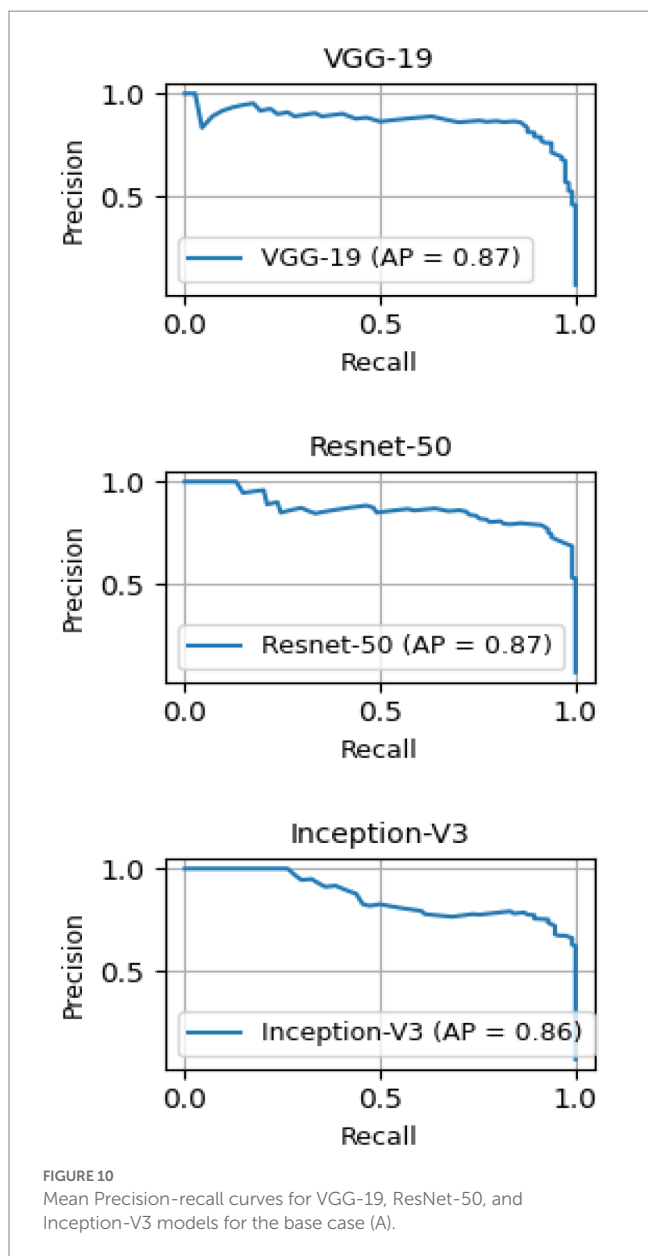 VGG-19
1.0
0.5
Precision
VGG-19 (AP = 0.87)
0.0 0.5 1.0
Recall
Resnet-50
1.0
0.5
Precision
Resnet-50 (AP = 0.87)
0.0 0.5 1.0
Recall
Inception-V3
1.0
0.5
Precision
Inception-V3 (AP = 0.86)
0.0 0.5 1.0
Recall
FIGURE 10
Mean Precision-recall curves for VGG-19, ResNet-50, and
Inception-V3 models for the base case (A).